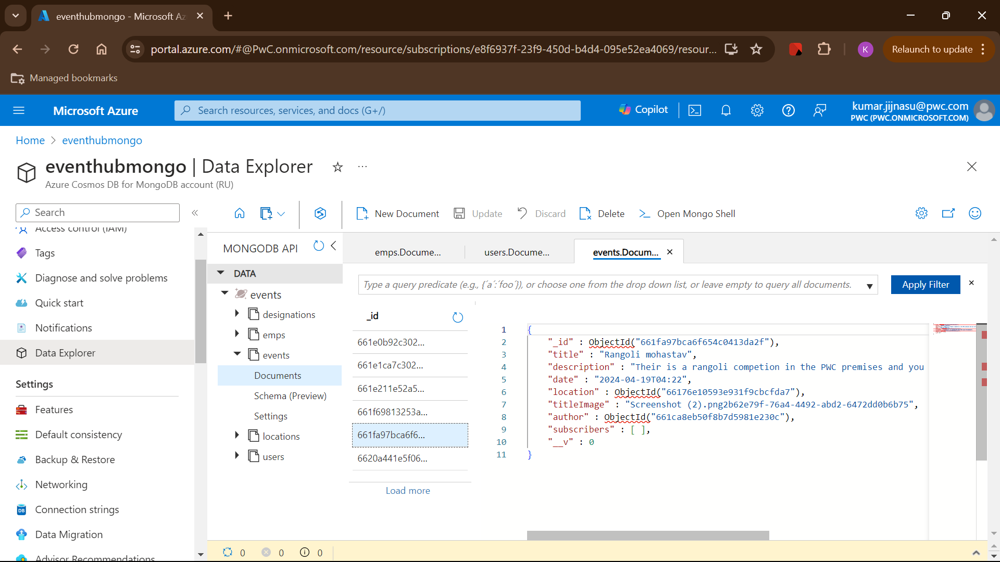 eventhubmongo - Microsoft Az
portal.azure.com/#@PwC.onmicrosoft.com/resource/subscriptions/e8f6937f-23f9-450d-b4d4-095e52ea4069/resour...
K
Relaunch to update
Managed bookmarks
Microsoft Azure
Search resources, services, and docs (G+/)
Copilot
kumar.jijnasu@pwc.com
PWC (PWC.ONMICROSOFT.COM)
Home > eventhubmongo
eventhubmongo | Data Explorer
Azure Cosmos DB for MongoDB account (RU)
Search
New Document
Update
Discard
Delete
Open Mongo Shell
Access control (IAM)
Tags
Diagnose and solve problems
Quick start
Notifications
Data Explorer
Settings
Features
Default consistency
Backup & Restore
Networking
Connection strings
Data Migration
Advisor Recommendations
MONGODB API
DATA
events
designations
emps
events
Documents
Schema (Preview)
Settings
locations
users
emps.Docume...
users.Docume...
events.Docum...
Type a query predicate (e.g., {´a´:´foo´}), or choose one from the drop down list, or leave empty to query all documents.
Apply Filter
_id
661e0b92c302...
661e1ca7c302...
661e211e52a5...
661f69813253a...
661fa97bca6f6...
6620a441e5f06...
Load more
1 {
2 "_id" : ObjectId("661fa97bca6f654c0413da2f"),
3 "title" : "Rangoli mohastav",
4 "description" : "Their is a rangoli competion in the PWC premises and you
5 "date" : "2024-04-19T04:22",
6 "location" : ObjectId("66176e10593e931f9cbcfda7"),
7 "titleImage" : "Screenshot (2).png2b62e79f-76a4-4492-abd2-6472dd0b6b75",
8 "author" : ObjectId("661ca8eb50f8b7d5981e230c"),
9 "subscribers" : [ ],
10 "__v" : 0
11 }
0 0 0